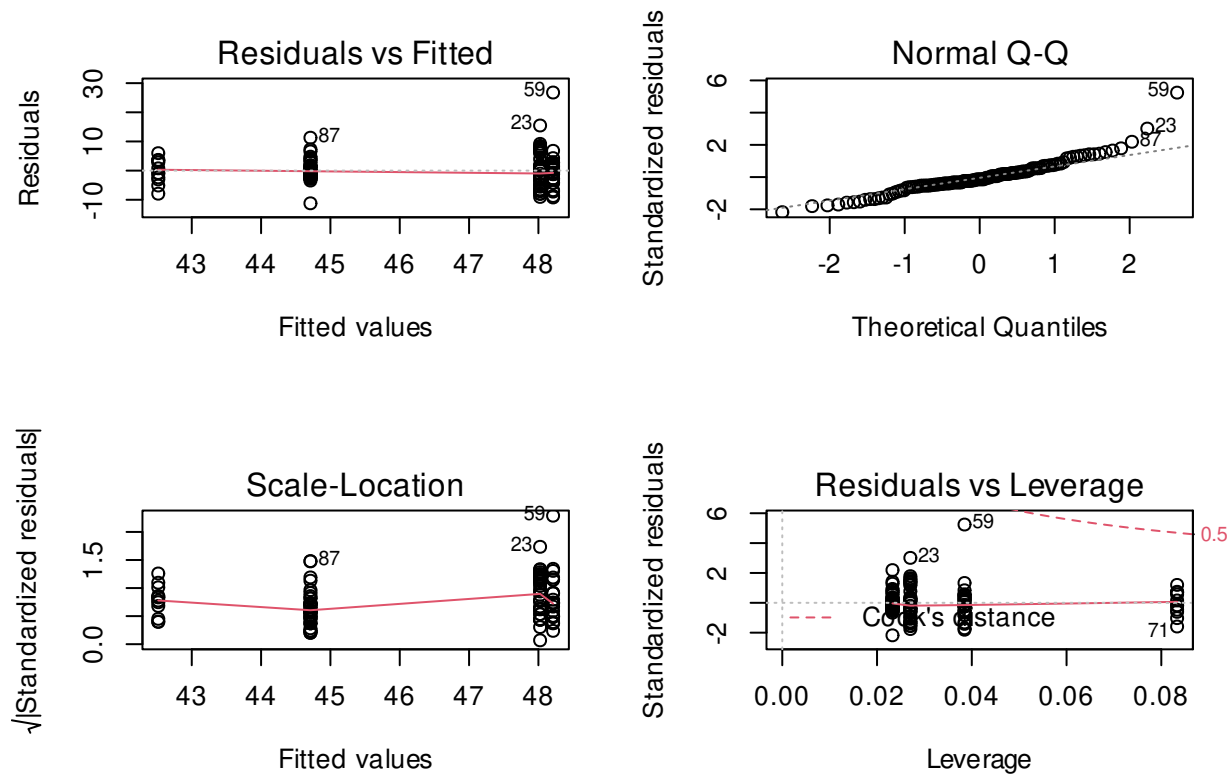 Residuals vs Fitted
Residuals
30
10
-10
59
23
87
43 44 45 46 47 48
Fitted values
Normal Q-Q
Standardized residuals
6
2
-2
59
23
87
-2 -1 0 1 2
Theoretical Quantiles
Scale-Location
√|Standardized residuals|
1.5
0.0
59
23
87
43 44 45 46 47 48
Fitted values
Residuals vs Leverage
Standardized residuals
6
2
-2
59
0.5
23
Cook's distance
71
0.00 0.02 0.04 0.06 0.08
Leverage